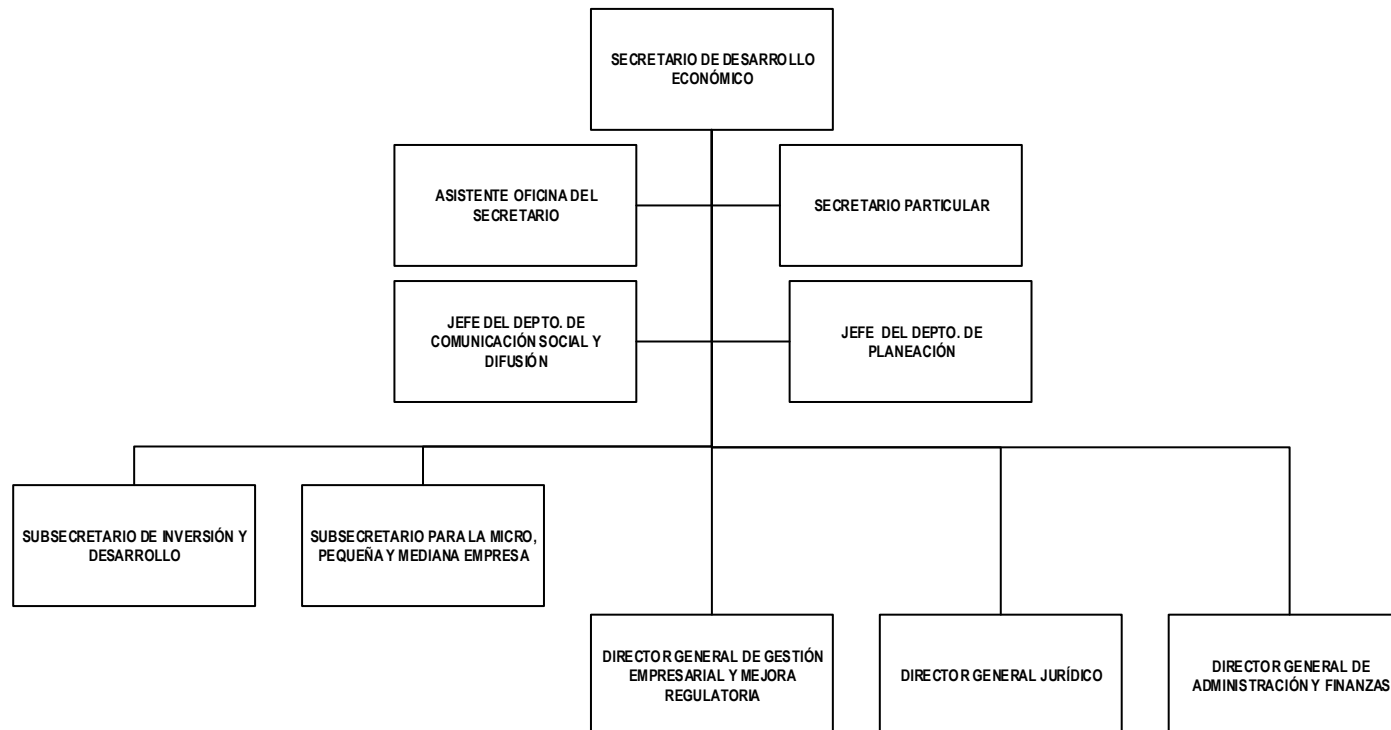 SECRETARIO DE DESARROLLO
ECONÓMICO
ASISTENTE OFICINA DEL
SECRETARIO
SECRETARIO PARTICULAR
JEFE DEL DEPTO. DE
COMUNICACIÓN SOCIAL Y
DIFUSIÓN
JEFE DEL DEPTO. DE
PLANEACIÓN
SUBSECRETARIO DE INVERSIÓN Y
DESARROLLO
SUBSECRETARIO PARA LA MICRO,
PEQUEÑA Y MEDIANA EMPRESA
DIRECTOR GENERAL DE GESTIÓN
EMPRESARIAL Y MEJORA
REGULATORIA
DIRECTOR GENERAL JURÍDICO
DIRECTOR GENERAL DE
ADMINISTRACIÓN Y FINANZAS